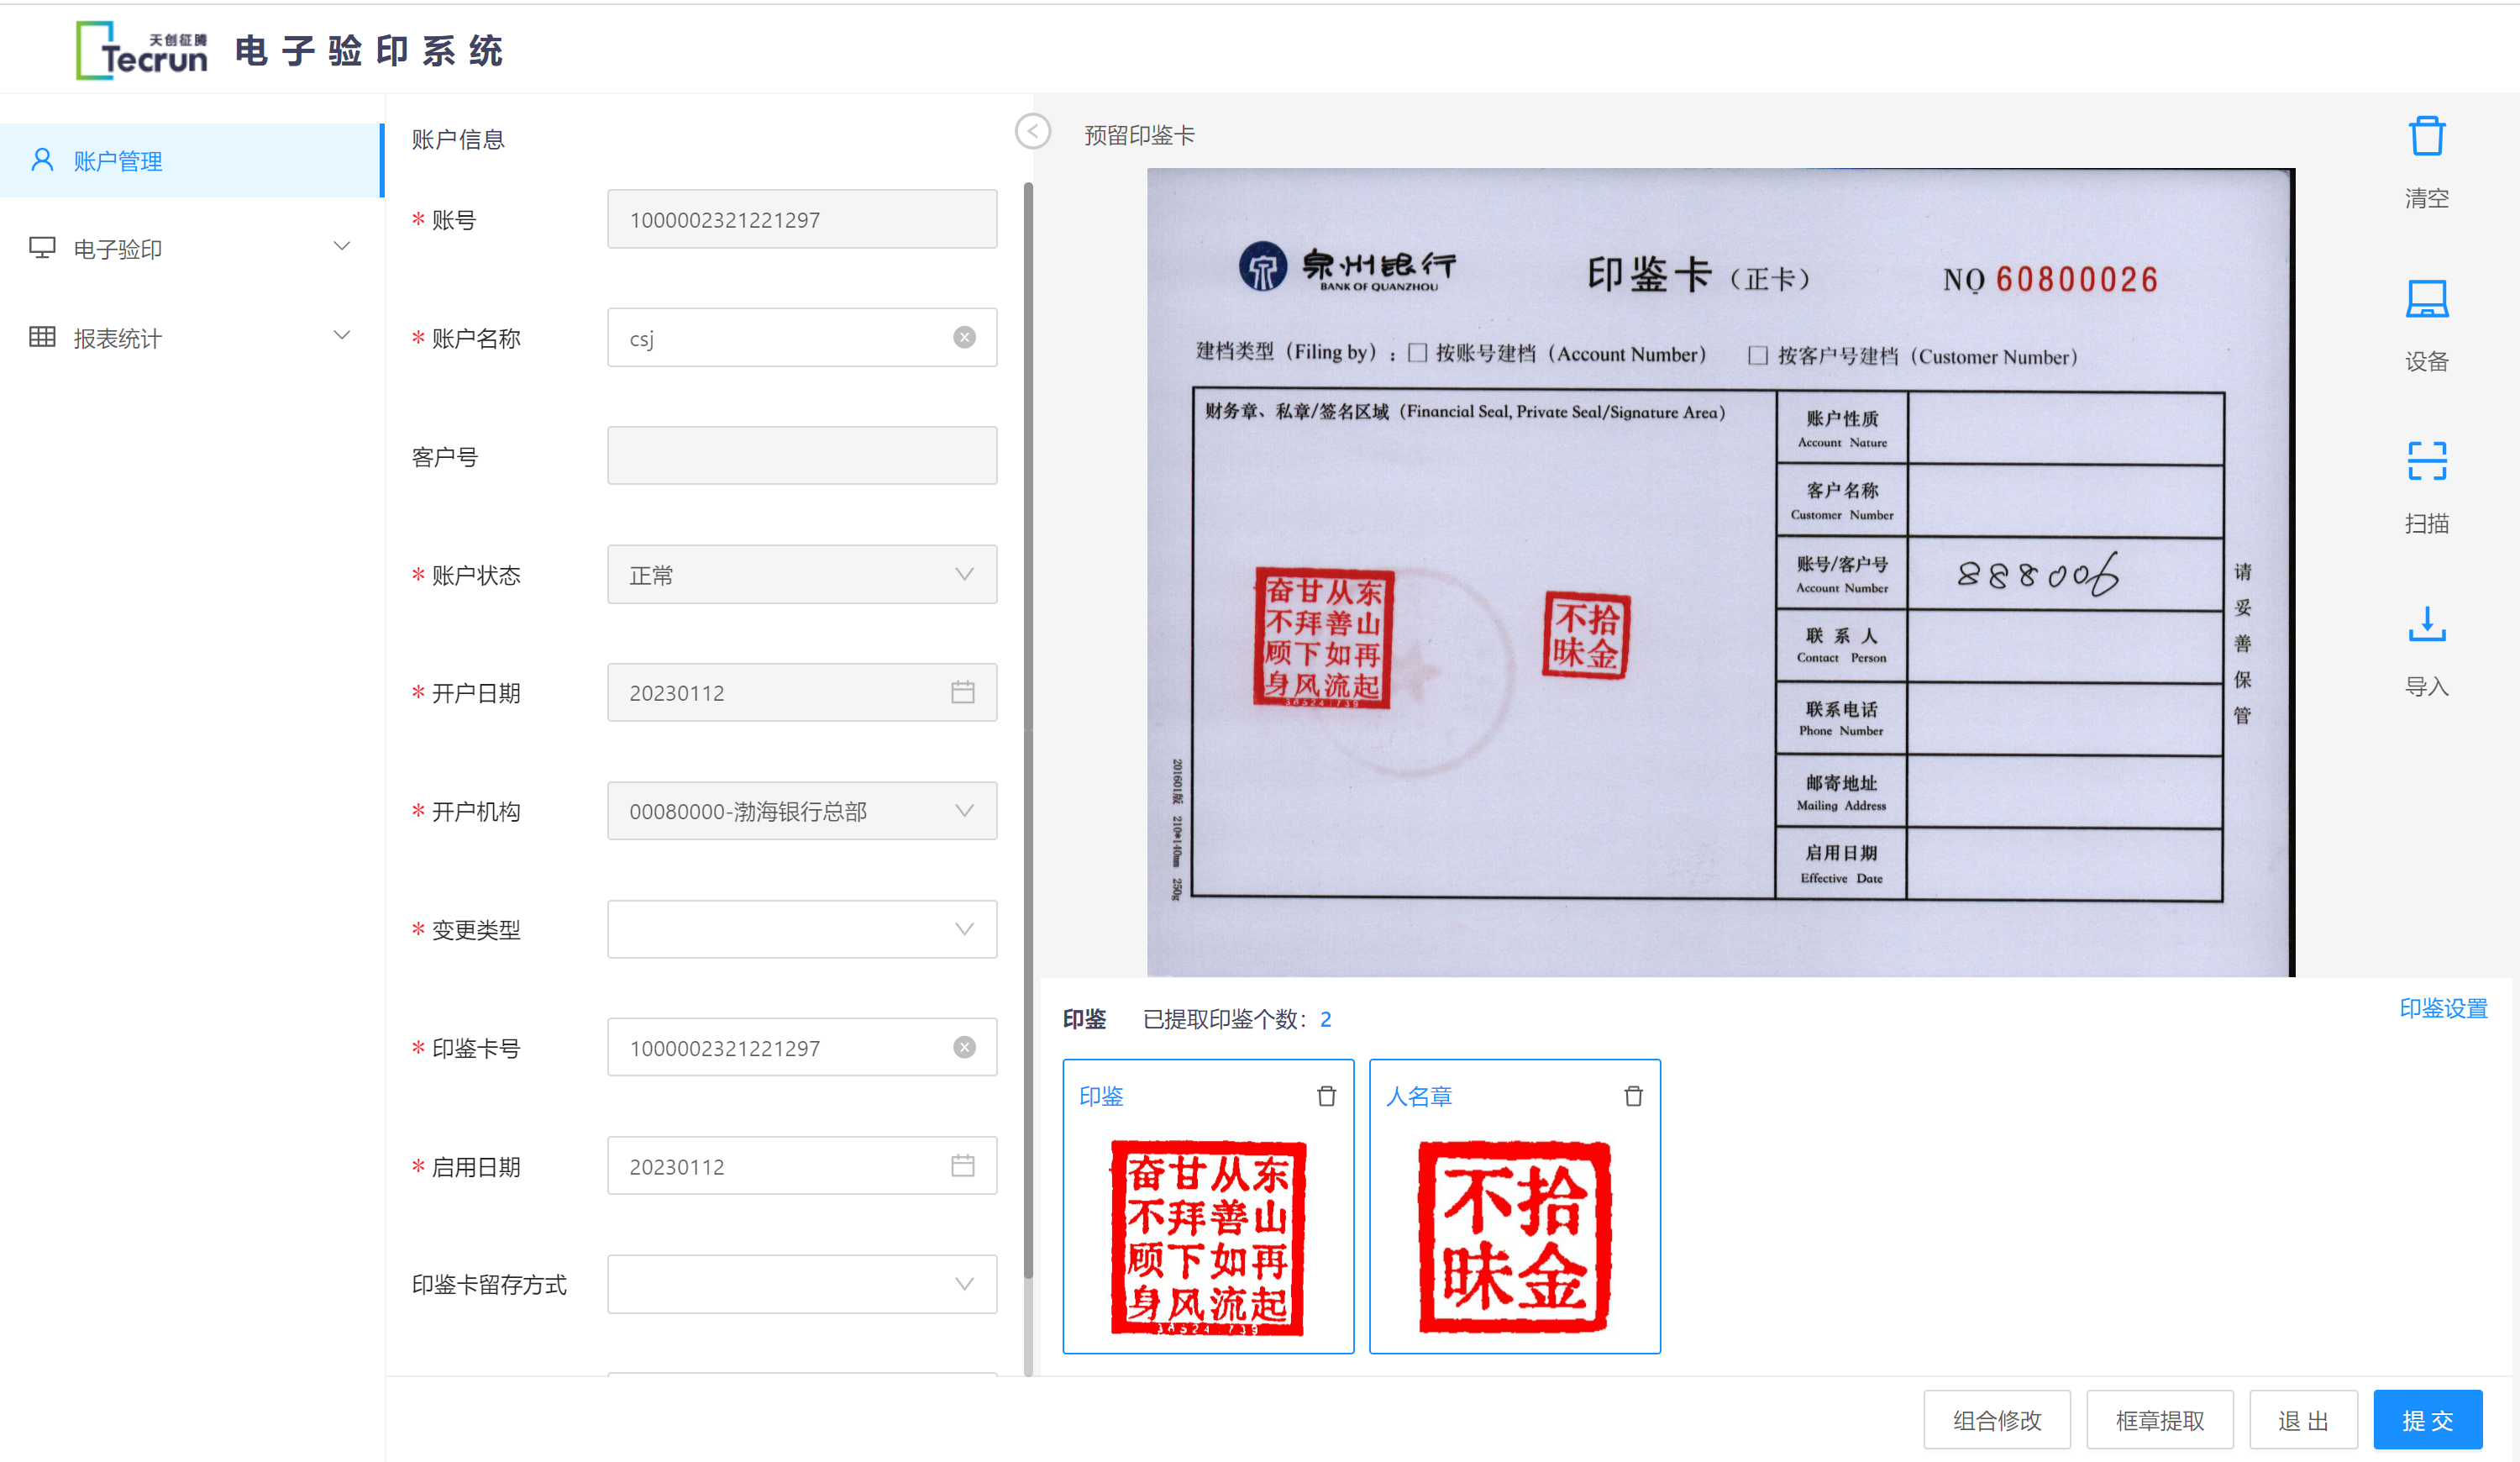 天创征腾
Tecrun
电子验印系统
账户管理
电子验印
报表统计
账户信息
* 账号 1000002321221297
* 账户名称 csj
客户号
* 账户状态 正常
* 开户日期 20230112
* 开户机构 00080000-渤海银行总部
* 变更类型
* 印鉴卡号 1000002321221297
* 启用日期 20230112
印鉴卡留存方式
预留印鉴卡
泉州银行
BANK OF QUANZHOU
印鉴卡（正卡）
NO 60800026
建档类型（Filing by）: 按账号建档（Account Number） 按客户号建档（Customer Number）
财务章、私章/签名区域（Financial Seal, Private Seal/Signature Area）
奋甘从东
不拜善山
顾下如再
身风流起
不拾
昧金
账户性质
Account Nature
客户名称
Customer Number
账号/客户号
Account Number
888006
联系人
Contact Person
联系电话
Phone Number
邮寄地址
Mailing Address
启用日期
Effective Date
请妥善保管
201601版 210*140mm 250g
清空
设备
扫描
导入
印鉴 已提取印鉴个数: 2
印鉴设置
印鉴
奋甘从东
不拜善山
顾下如再
身风流起
人名章
不拾
昧金
组合修改
框章提取
退出
提交